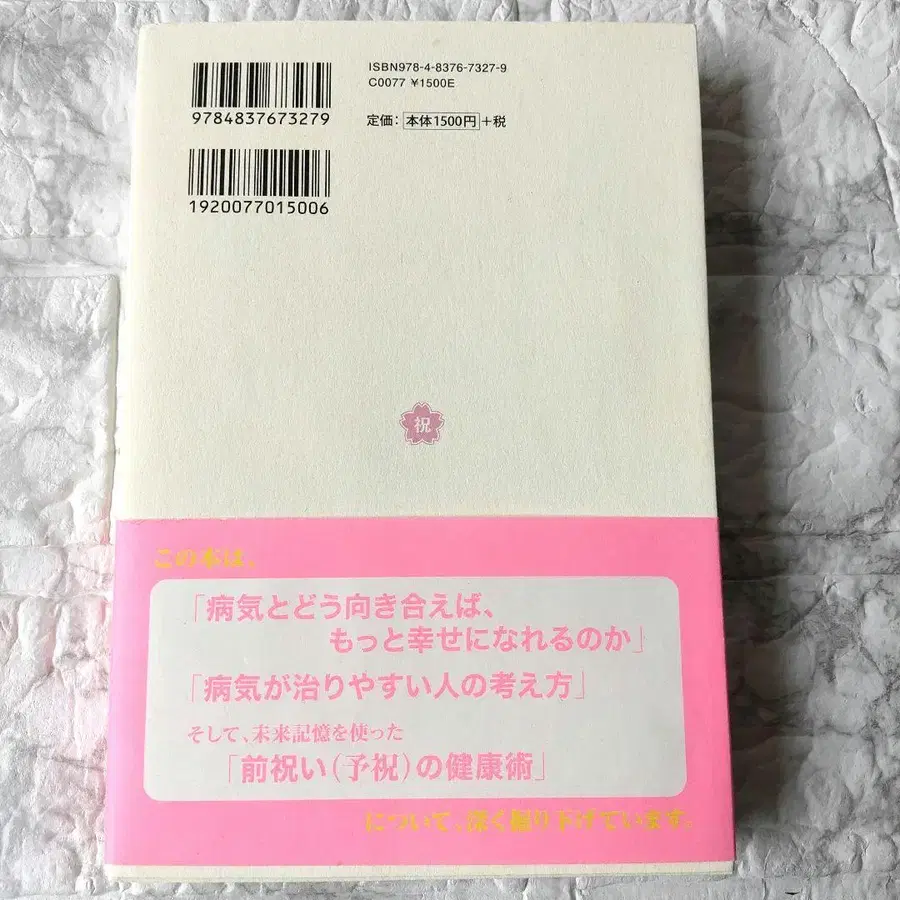 ISBN978-4-8376-7327-9
C0077 ¥1500E
9784837673279
定価: 本体1500円+税
1920077015006
祝
この本は、
「病気とどう向き合えば、
もっと幸せになれるのか」
「病気が治りやすい人の考え方」
そして、未来記憶を使った
「前祝い(予祝)の健康術」
について、深く掘り下げています。